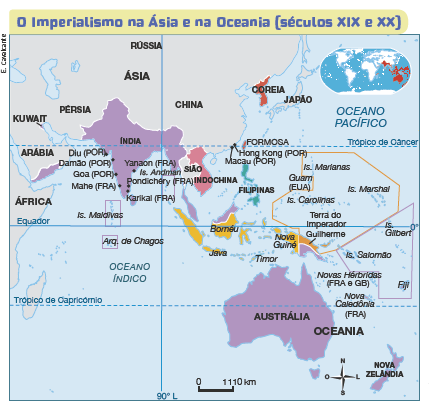 O Imperialismo na Ásia e na Oceania (séculos XIX e XX)
E. Cavalcante
RÚSSIA
ÁSIA
COREIA
JAPÃO
CHINA
PÉRSIA
KUWAIT
OCEANO
PACÍFICO
ÍNDIA
ARÁBIA
FORMOSA
Trópico de Câncer
Diu (POR)
Yanaon (FRA)
Hong Kong (POR)
Macau (POR)
Damão (POR)
Is. Andman
SIÃO
Is. Marianas
Goa (POR)
Pondichéry (FRA)
INDOCHINA
Guam
(EUA)
Mahe (FRA)
FILIPINAS
Is. Marshal
Karikal (FRA)
Is. Carolinas
ÁFRICA
Is. Maldivas
Terra do
Imperador
Guilherme
Equador
0°
Bornéu
Is.
Gilbert
Arq. de Chagos
Nova
Guiné
Java
Timor
Is. Salomão
OCEANO
ÍNDICO
Novas Hérbridas
(FRA e GB)
Fiji
Trópico de Capricórnio
Nova
Caledônia
(FRA)
AUSTRÁLIA
OCEANIA
NOVA
ZELÂNDIA
N
O
L
S
0
1110 km
90° L